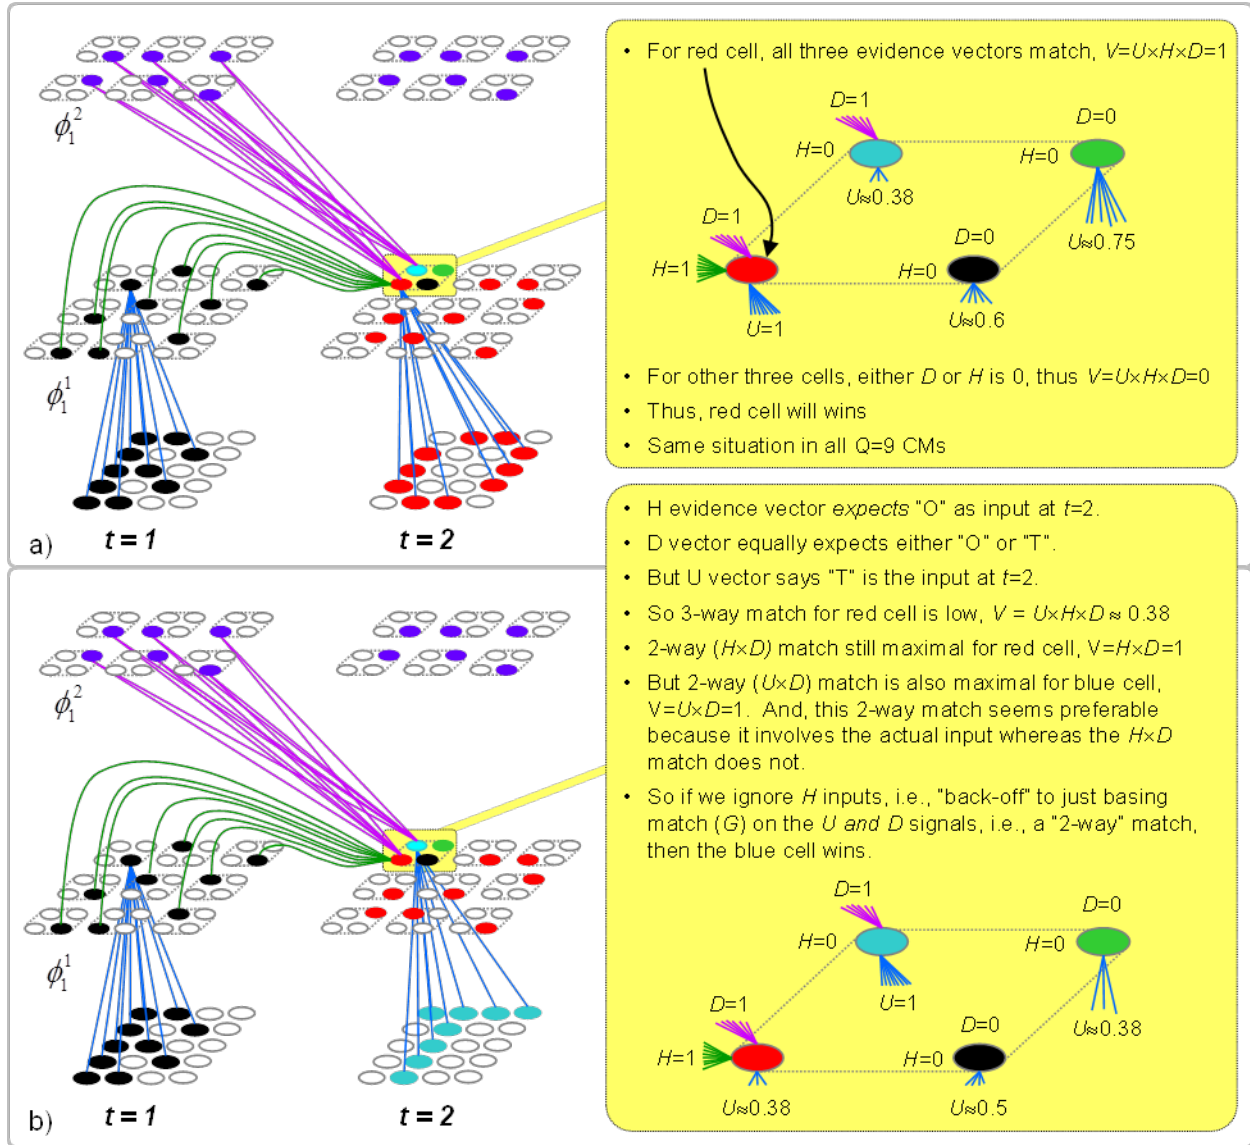 ϕ₁²
ϕ₁¹
a)
t = 1
t = 2
• For red cell, all three evidence vectors match, V=U×H×D=1
D=1
D=0
H=0
H=0
U≈0.38
D=1
D=0
U≈0.75
H=1
H=0
U=1
U≈0.6
• For other three cells, either D or H is 0, thus V=U×H×D=0
• Thus, red cell will wins
• Same situation in all Q=9 CMs
ϕ₁²
ϕ₁¹
b)
t = 1
t = 2
• H evidence vector expects "O" as input at t=2.
• D vector equally expects either "O" or "T".
• But U vector says "T" is the input at t=2.
• So 3-way match for red cell is low, V = U×H×D ≈ 0.38
• 2-way (H×D) match still maximal for red cell, V=H×D=1
• But 2-way (U×D) match is also maximal for blue cell,
V=U×D=1. And, this 2-way match seems preferable
because it involves the actual input whereas the H×D
match does not.
• So if we ignore H inputs, i.e., "back-off" to just basing
match (G) on the U and D signals, i.e., a "2-way" match,
then the blue cell wins.
D=1
D=0
H=0
H=0
U=1
D=1
D=0
U≈0.38
H=1
H=0
U≈0.38
U≈0.5